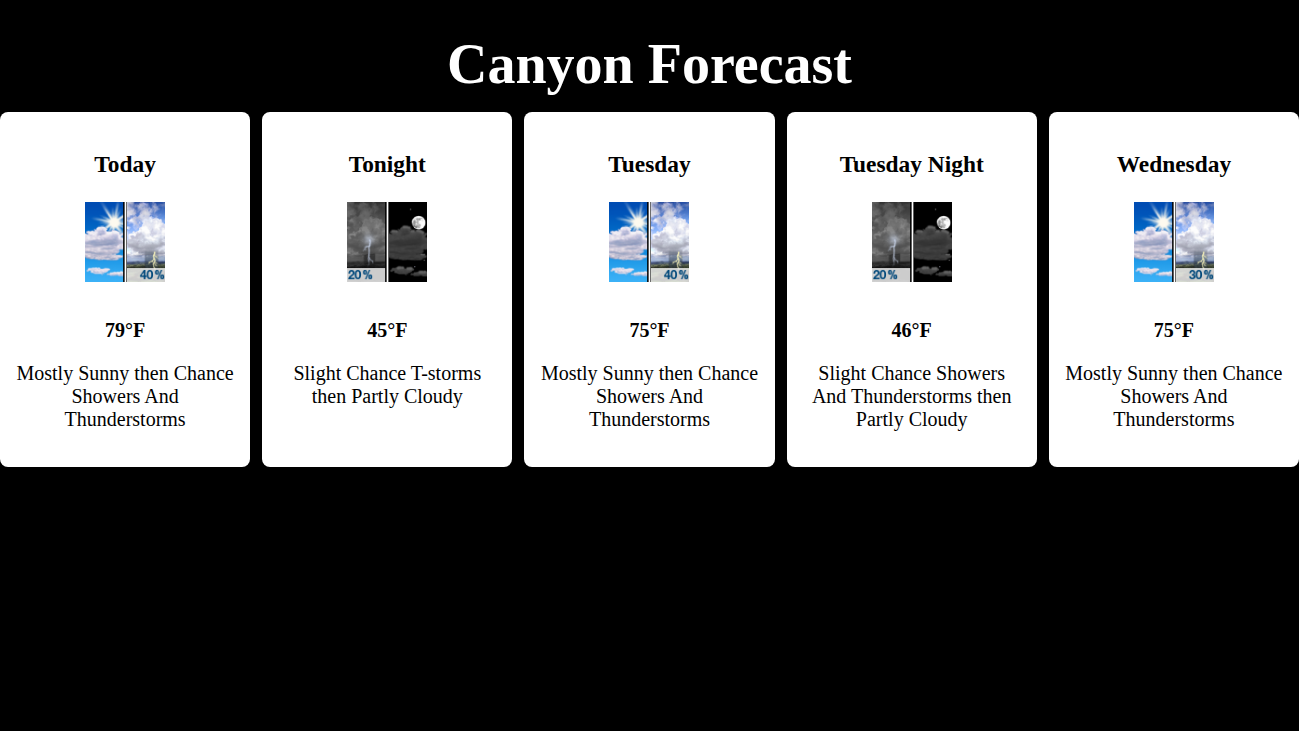 Canyon Forecast
Today
40%
79°F
Mostly Sunny then Chance
Showers And
Thunderstorms
Tonight
20%
45°F
Slight Chance T-storms
then Partly Cloudy
Tuesday
40%
75°F
Mostly Sunny then Chance
Showers And
Thunderstorms
Tuesday Night
20%
46°F
Slight Chance Showers
And Thunderstorms then
Partly Cloudy
Wednesday
30%
75°F
Mostly Sunny then Chance
Showers And
Thunderstorms